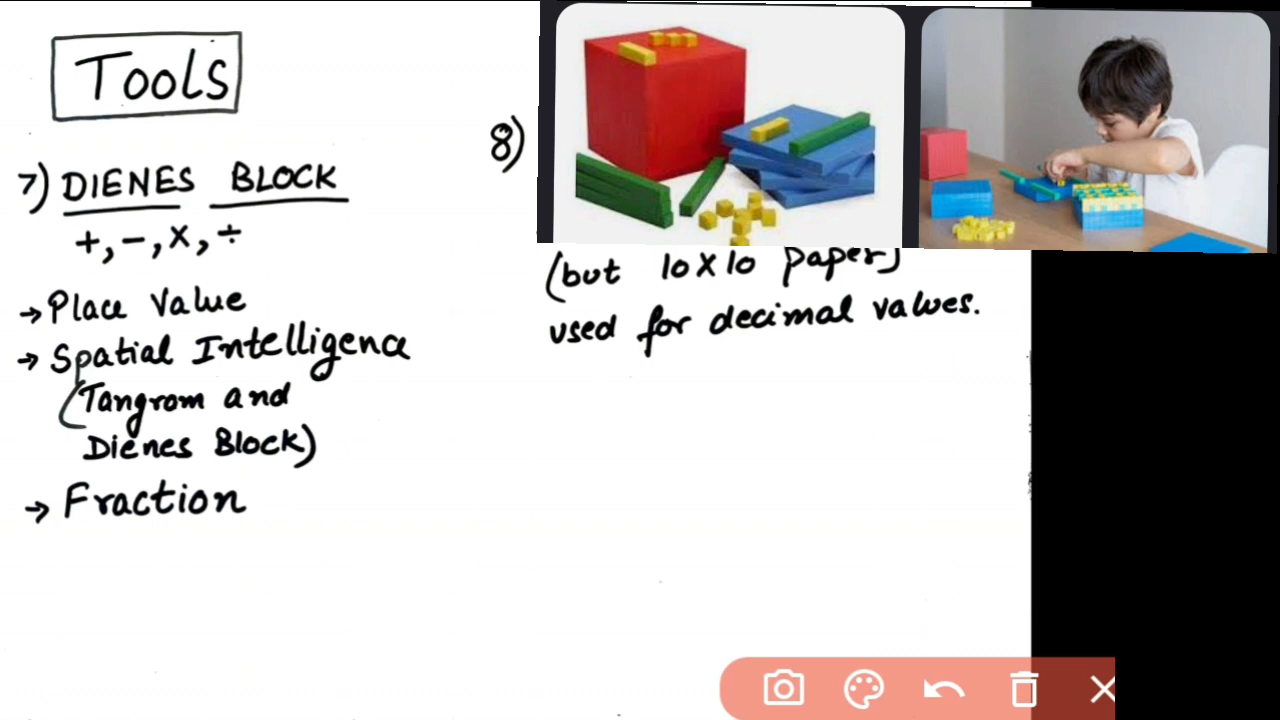 Tools
7) DIENES BLOCK
+, -, x, ÷
→ Place Value
→ Spatial Intelligence
(Tangrom and
Dienes Block)
→ Fraction
8)
(but 10 X 10 paper)
used for decimal values.